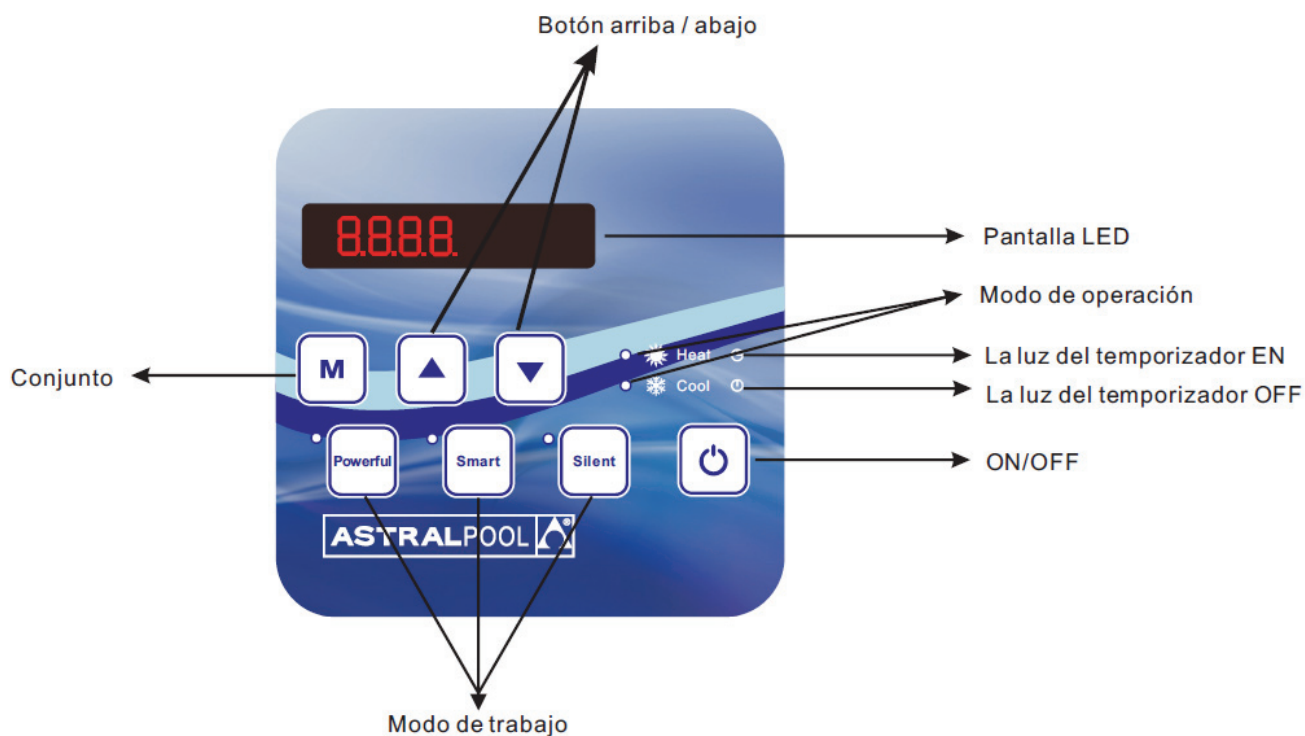 Botón arriba / abajo
8.8.8.8.
Pantalla LED
Modo de operación
M
Heat
La luz del temporizador EN
Conjunto
Cool
La luz del temporizador OFF
Powerful
Smart
Silent
ON/OFF
ASTRALPOOL ®
Modo de trabajo